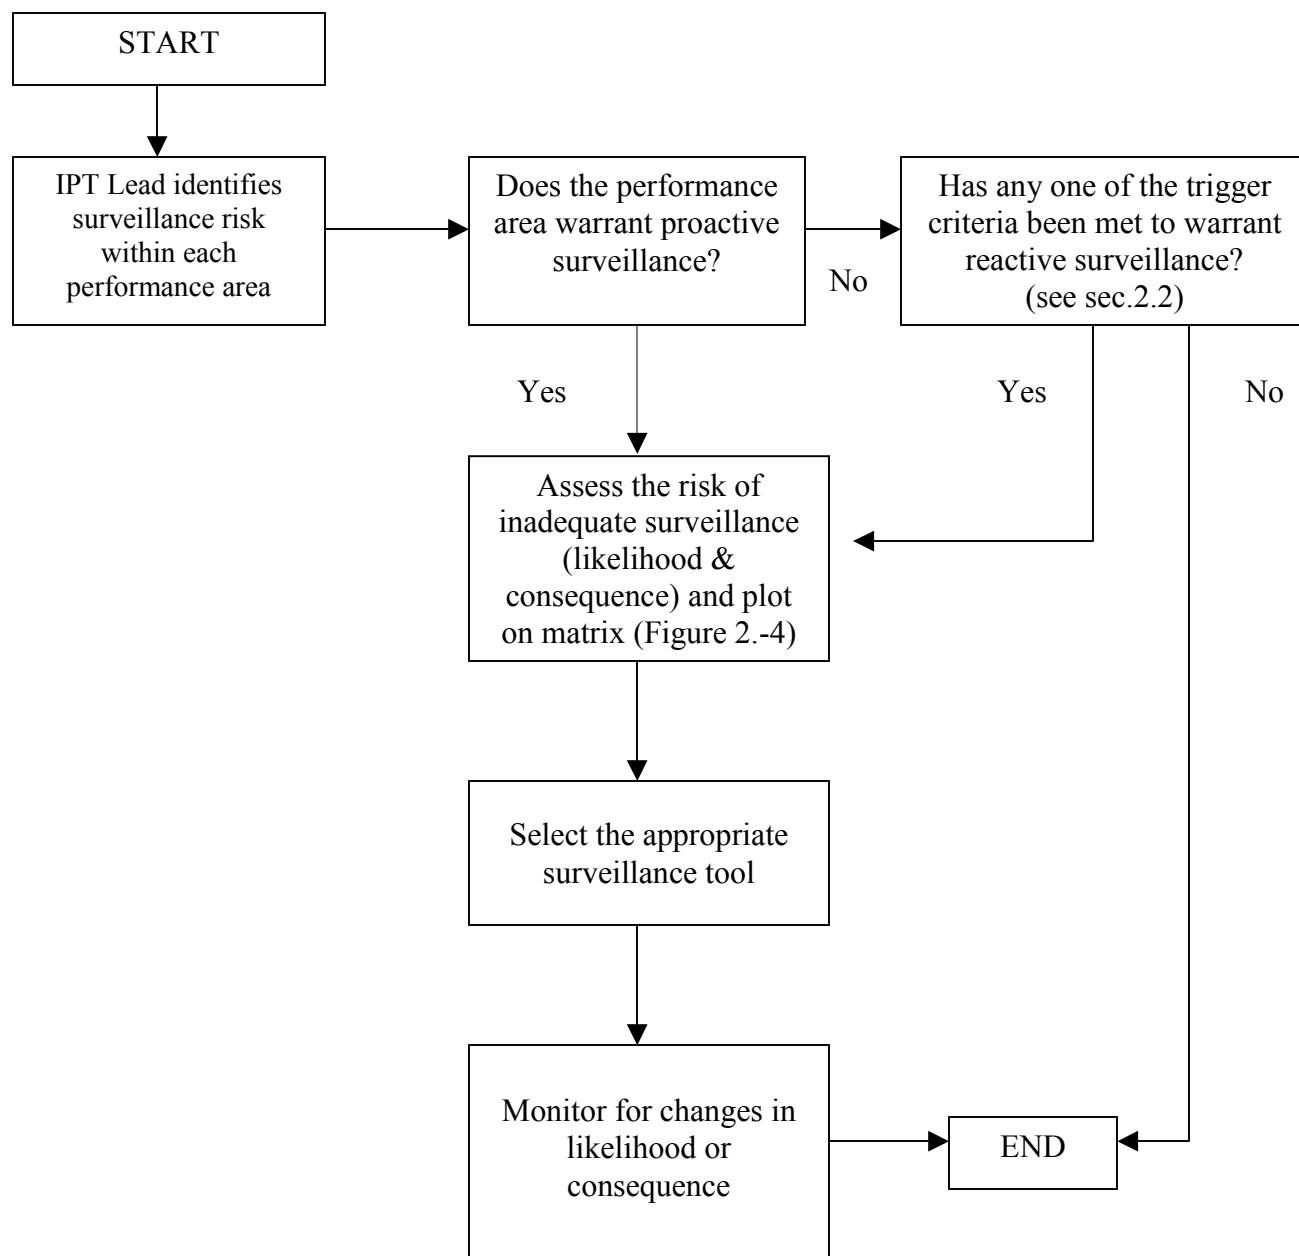 START
IPT Lead identifies
surveillance risk
within each
performance area
Does the performance
area warrant proactive
surveillance?
No
Has any one of the trigger
criteria been met to warrant
reactive surveillance?
(see sec.2.2)
Yes
Yes
No
Assess the risk of
inadequate surveillance
(likelihood &
consequence) and plot
on matrix (Figure 2.-4)
Select the appropriate
surveillance tool
Monitor for changes in
likelihood or
consequence
END